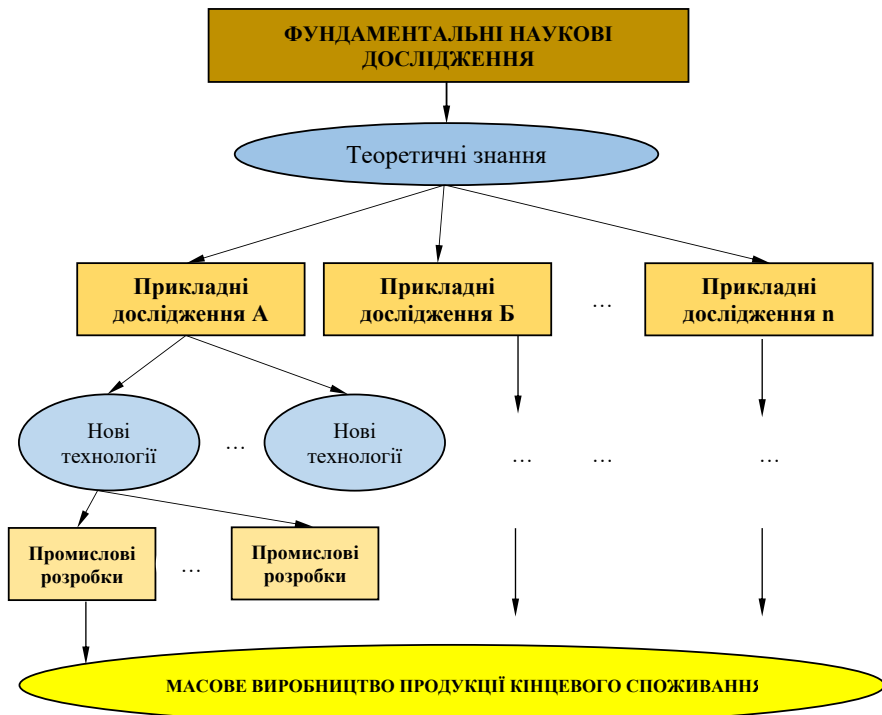 ФУНДАМЕНТАЛЬНІ НАУКОВІ
ДОСЛІДЖЕННЯ
Теоретичні знання
Прикладні
дослідження А
Прикладні
дослідження Б
…
Прикладні
дослідження n
Нові
технології
…
Нові
технології
…
…
…
Промислові
розробки
…
Промислові
розробки
МАСОВЕ ВИРОБНИЦТВО ПРОДУКЦІЇ КІНЦЕВОГО СПОЖИВАННЯ